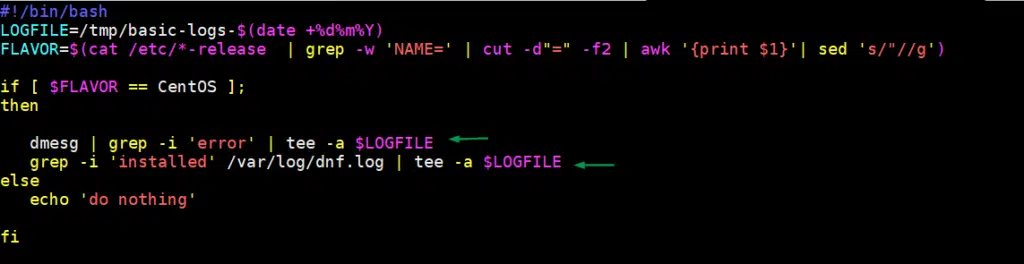 #!/bin/bash
LOGFILE=/tmp/basic-logs-$(date +%d%m%Y)
FLAVOR=$(cat /etc/*-release  | grep -w 'NAME=' | cut -d"=" -f2 | awk '{print $1}'| sed 's/"//g')
if [ $FLAVOR == CentOS ];
then
dmesg | grep -i 'error' | tee -a $LOGFILE
grep -i 'installed' /var/log/dnf.log | tee -a $LOGFILE
else
echo 'do nothing'
fi